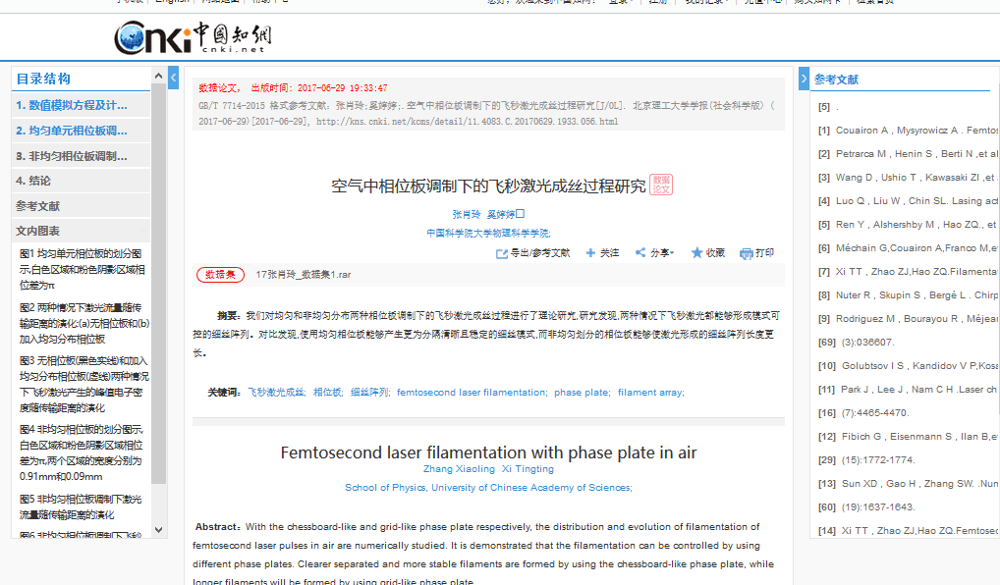 中国知网
cnki.net
目录结构
1. 数值模拟方程及计...
2. 均匀单元相位板调...
3. 非均匀相位板调制...
4. 结论
参考文献
文内图表
图1 均匀单元相位板的划分图
示,白色区域和粉色阴影区域相
位差为π
图2 两种情况下激光流量随传
输距离的演化:(a)无相位板和(b)
加入均匀分布相位板
图3 无相位板(黑色实线)和加入
均匀分布相位板(虚线)两种情况
下飞秒激光产生的峰值电子密
度随传输距离的演化
图4 非均匀相位板的划分图示,
白色区域和粉色阴影区域相位
差为π,两个区域的宽度分别为
0.91mm和0.09mm
图5 非均匀相位板调制下激光
流量随传输距离的演化
图6 非均匀相位板调制下飞秒
数据论文, 出版时间: 2017-06-29 19:33:47
GB/T 7714-2015 格式参考文献: 张肖玲;奚婷婷;. 空气中相位板调制下的飞秒激光成丝过程研究[J/OL]. 北京理工大学学报(社会科学版) (
2017-06-29)[2017-06-29], http://kns.cnki.net/kcms/detail/11.4083.C.20170629.1933.056.html
空气中相位板调制下的飞秒激光成丝过程研究 数据论文
张肖玲 奚婷婷
中国科学院大学物理科学学院;
导出/参考文献 关注 分享 收藏 打印
数据集 17张肖玲_数据集1.rar
摘要: 我们对均匀和非均匀分布两种相位板调制下的飞秒激光成丝过程进行了理论研究,研究发现,两种情况下飞秒激光都能够形成模式可
控的细丝阵列。对比发现,使用均匀相位板能够产生更为分隔清晰且稳定的细丝模式,而非均匀划分的相位板能够使激光形成的细丝阵列长度更
长。
关键词: 飞秒激光成丝; 相位板; 细丝阵列; femtosecond laser filamentation; phase plate; filament array;
Femtosecond laser filamentation with phase plate in air
Zhang Xiaoling Xi Tingting
School of Physics, University of Chinese Academy of Sciences;
Abstract: With the chessboard-like and grid-like phase plate respectively, the distribution and evolution of filamentation of
femtosecond laser pulses in air are numerically studied. It is demonstrated that the filamentation can be controlled by using
different phase plates. Clearer separated and more stable filaments are formed by using the chessboard-like phase plate, while
longer filaments will be formed by using grid-like phase plate.
参考文献
[5] .
[1] Couairon A , Mysyrowicz A . Femtos
[2] Petrarca M , Henin S , Berti N ,et al
[3] Wang D , Ushio T , Kawasaki ZI ,et
[4] Luo Q , Liu W , Chin SL. Lasing act
[5] Ren Y , Alshershby M , Hao ZQ., et
[6] Méchain G,Couairon A,Franco M,e
[7] Xi TT , Zhao ZJ,Hao ZQ.Filamenta
[8] Nuter R , Skupin S , Bergé L . Chirp
[9] Rodriguez M , Bourayou R , Méjear
[69] (3):036607.
[10] Golubtsov I S , Kandidov V P,Kosa
[11] Park J , Lee J , Nam C H .Laser ch
[16] (7):4465-4470.
[12] Fibich G , Eisenmann S , Ilan B,e
[29] (15):1772-1774.
[13] Sun XD , Gao H , Zhang SW. .Nun
[60] (19):1637-1643.
[14] Xi TT , Zhao ZJ,Hao ZQ.Femtosec